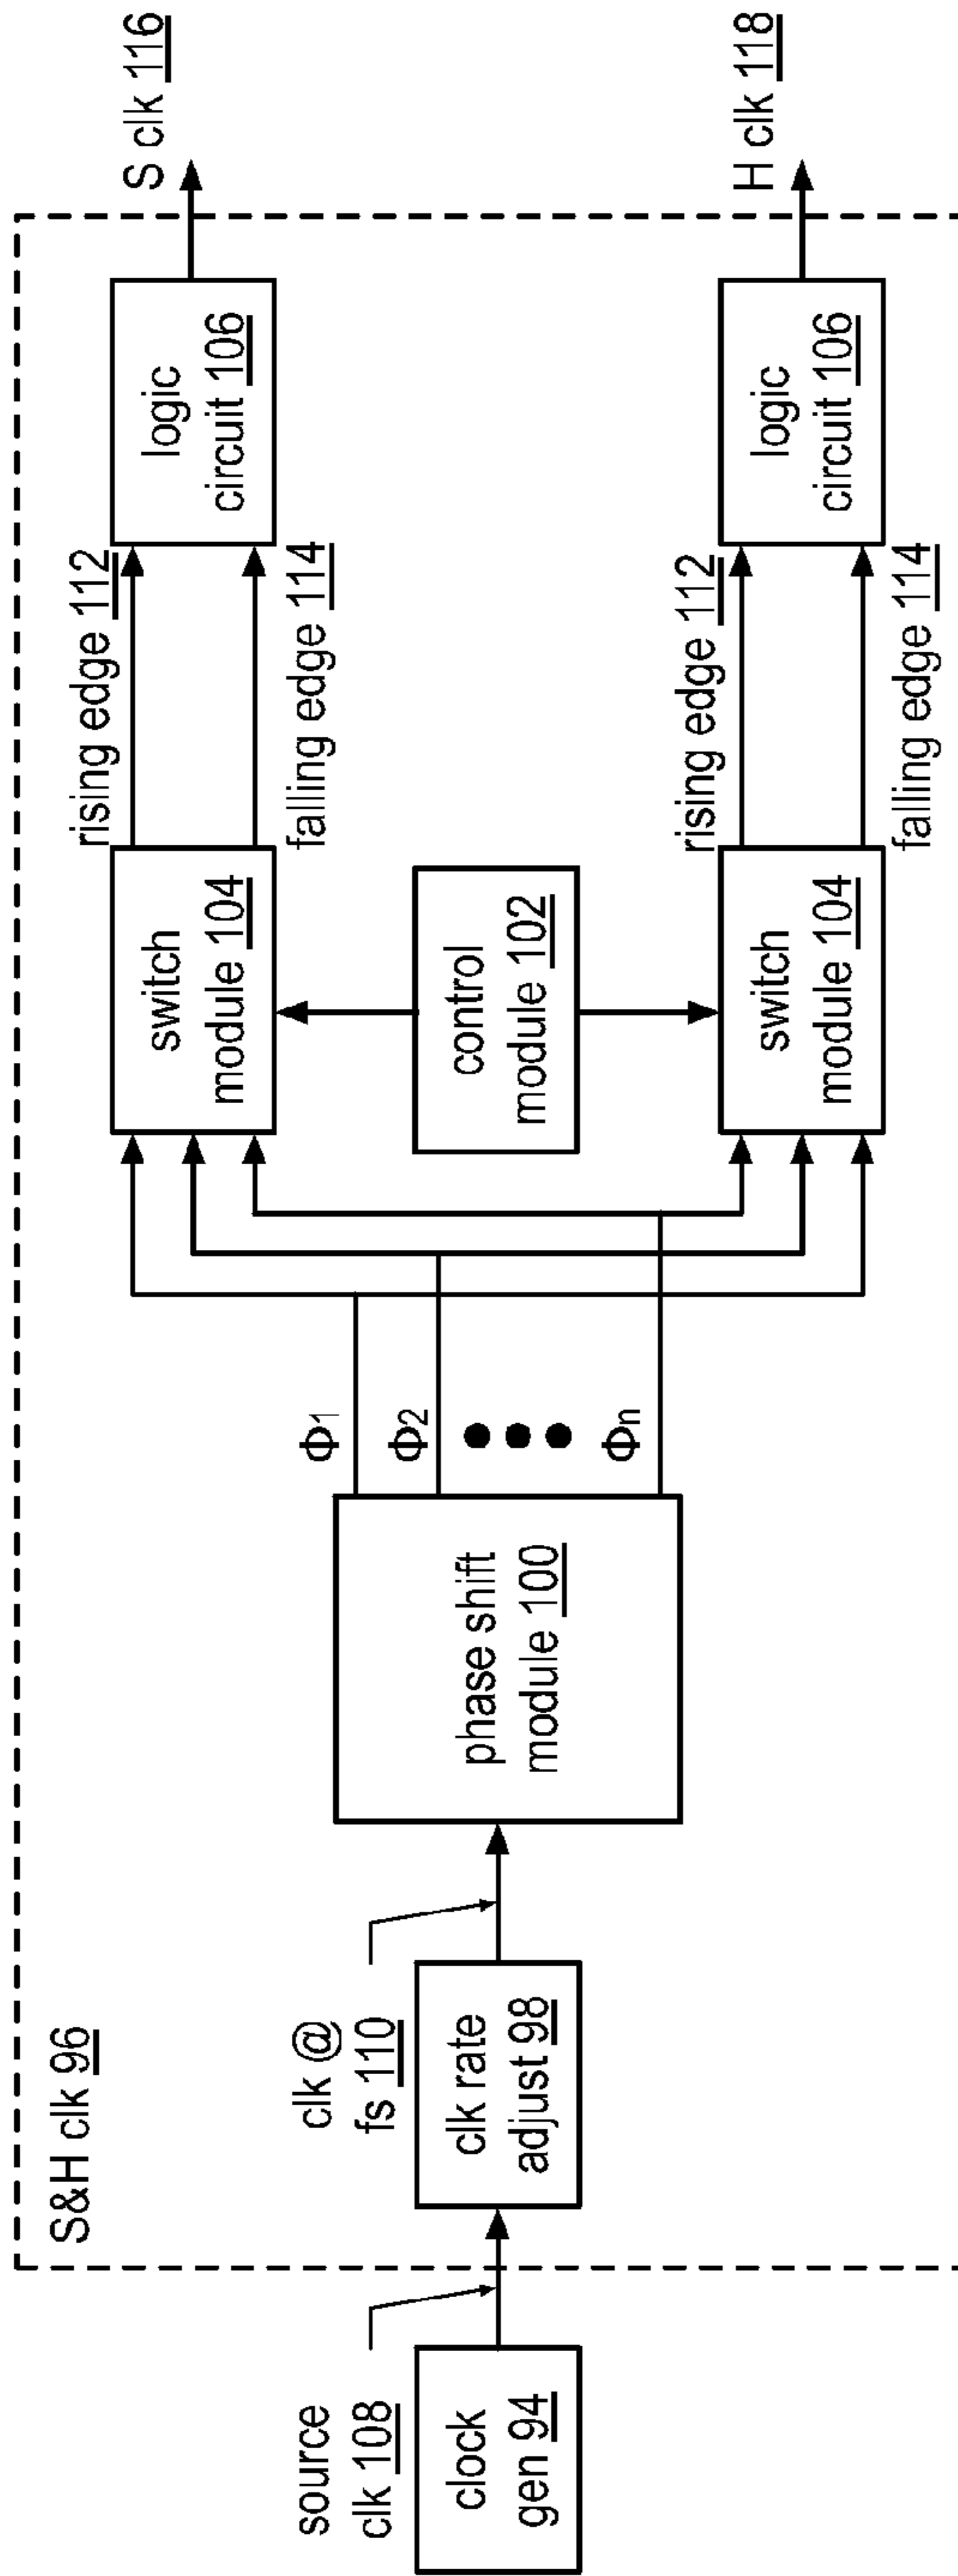 S&H clk 96
source
clk 108
clock
gen 94
clk @
fs 110
clk rate
adjust 98
phase shift
module 100
Φ1
Φ2
Φn
switch
module 104
control
module 102
switch
module 104
rising edge 112
falling edge 114
rising edge 112
falling edge 114
logic
circuit 106
logic
circuit 106
S clk 116
H clk 118